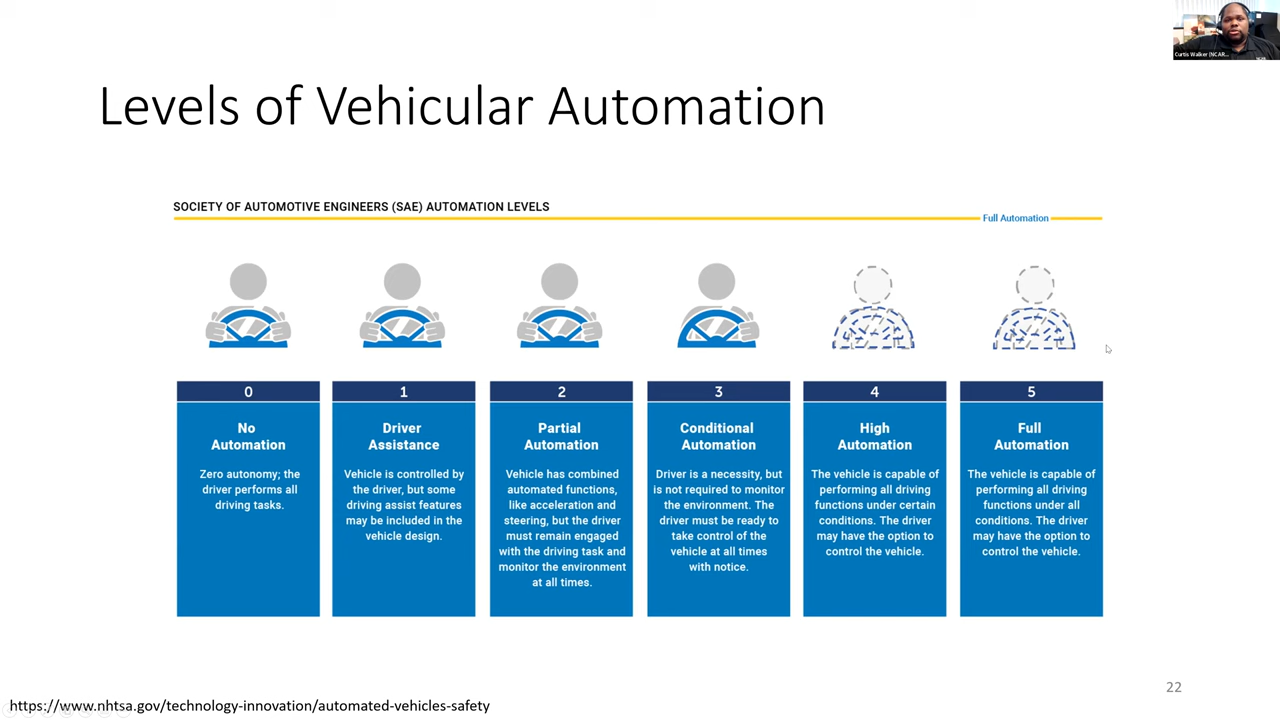 Curtis Walker (NCAR...
Levels of Vehicular Automation
SOCIETY OF AUTOMOTIVE ENGINEERS (SAE) AUTOMATION LEVELS
Full Automation
0
No
Automation
Zero autonomy; the
driver performs all
driving tasks.
1
Driver
Assistance
Vehicle is controlled by
the driver, but some
driving assist features
may be included in the
vehicle design.
2
Partial
Automation
Vehicle has combined
automated functions,
like acceleration and
steering, but the driver
must remain engaged
with the driving task and
monitor the environment
at all times.
3
Conditional
Automation
Driver is a necessity, but
is not required to monitor
the environment. The
driver must be ready to
take control of the
vehicle at all times
with notice.
4
High
Automation
The vehicle is capable of
performing all driving
functions under certain
conditions. The driver
may have the option to
control the vehicle.
5
Full
Automation
The vehicle is capable of
performing all driving
functions under all
conditions. The driver
may have the option to
control the vehicle.
22
https://www.nhtsa.gov/technology-innovation/automated-vehicles-safety